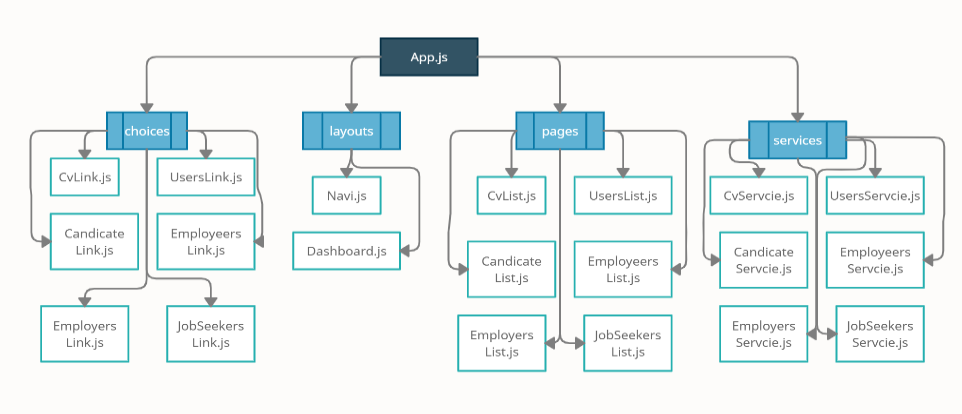 App.js
choices
layouts
pages
services
CvLink.js
UsersLink.js
Candicate
Link.js
Employeers
Link.js
Employers
Link.js
JobSeekers
Link.js
Navi.js
Dashboard.js
CvList.js
UsersList.js
Candicate
List.js
Employeers
List.js
Employers
List.js
JobSeekers
List.js
CvServcie.js
UsersServcie.js
Candicate
Servcie.js
Employeers
Servcie.js
Employers
Servcie.js
JobSeekers
Servcie.js